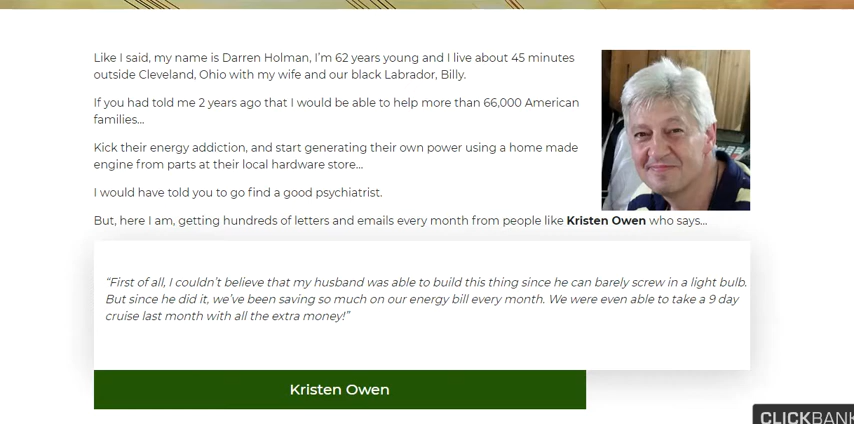 Like I said, my name is Darren Holman, I'm 62 years young and I live about 45 minutes
outside Cleveland, Ohio with my wife and our black Labrador, Billy.
If you had told me 2 years ago that I would be able to help more than 66,000 American
families...
Kick their energy addiction, and start generating their own power using a home made
engine from parts at their local hardware store...
I would have told you to go find a good psychiatrist.
But, here I am, getting hundreds of letters and emails every month from people like Kristen Owen who says...
“First of all, I couldn’t believe that my husband was able to build this thing since he can barely screw in a light bulb.
But since he did it, we’ve been saving so much on our energy bill every month. We were even able to take a 9 day
cruise last month with all the extra money!”
Kristen Owen
CLICKBANK